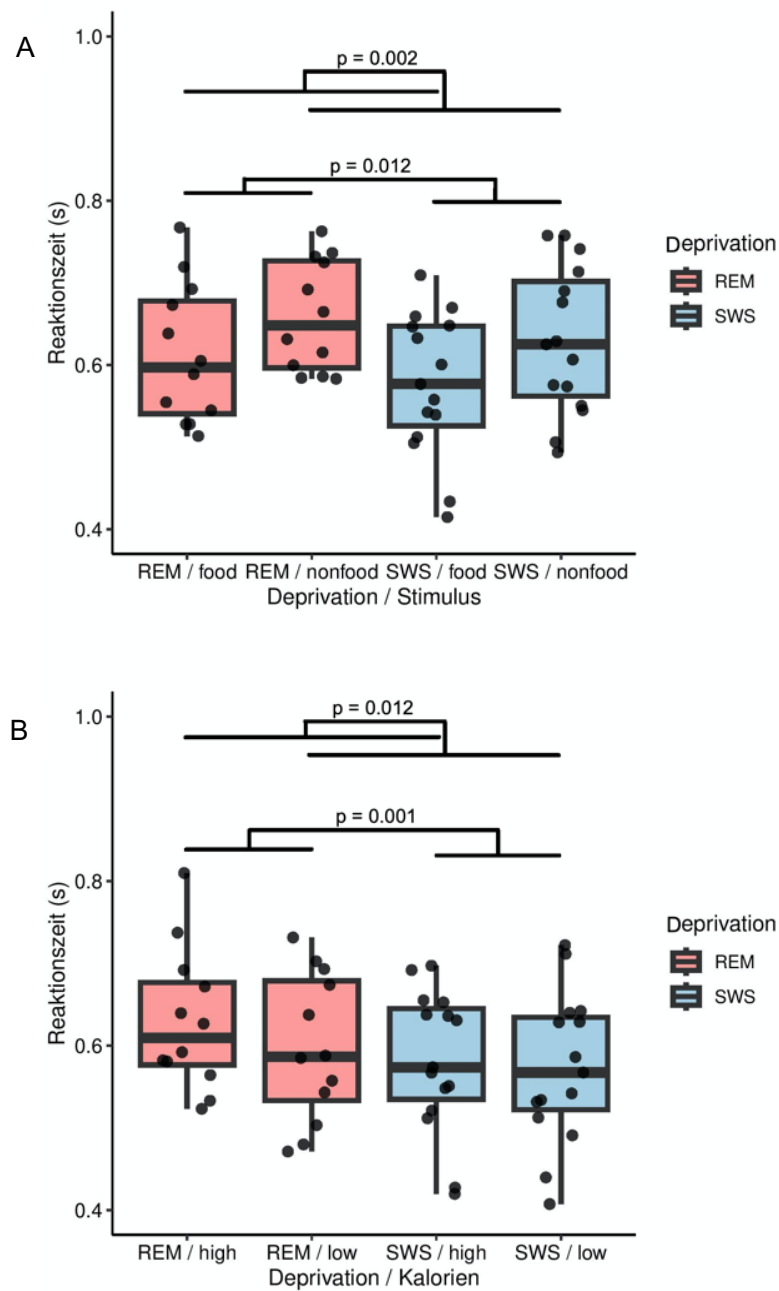 A
1.0
p = 0.002
p = 0.012
0.8
Reaktionszeit (s)
0.6
0.4
REM / food REM / nonfood SWS / food SWS / nonfood
Deprivation / Stimulus
Deprivation
REM
SWS
B
1.0
p = 0.012
p = 0.001
0.8
Reaktionszeit (s)
0.6
0.4
REM / high REM / low SWS / high SWS / low
Deprivation / Kalorien
Deprivation
REM
SWS